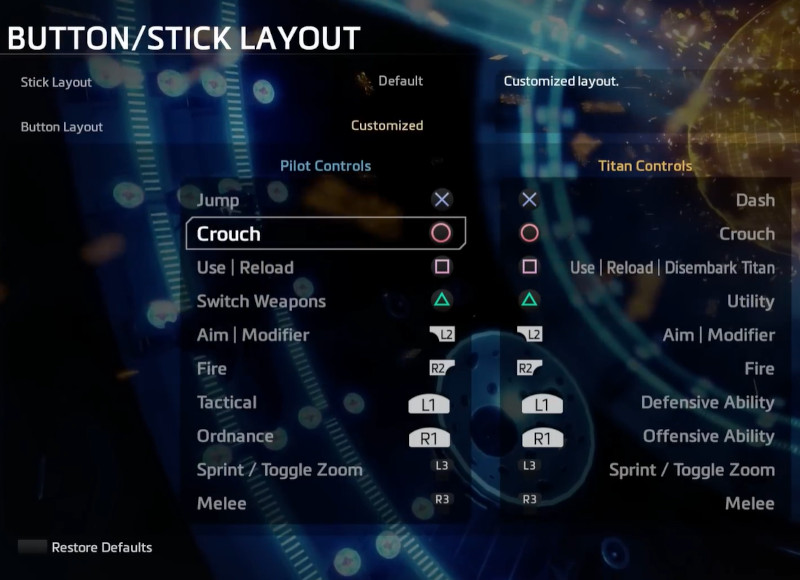 BUTTON/STICK LAYOUT
Stick Layout Default Customized layout.
Button Layout Customized
Pilot Controls Titan Controls
Jump Dash
Crouch Crouch
Use | Reload Use | Reload | Disembark Titan
Switch Weapons Utility
Aim | Modifier L2 L2 Aim | Modifier
Fire R2 R2 Fire
Tactical L1 L1 Defensive Ability
Ordnance R1 R1 Offensive Ability
Sprint / Toggle Zoom L3 L3 Sprint / Toggle Zoom
Melee R3 R3 Melee
Restore Defaults